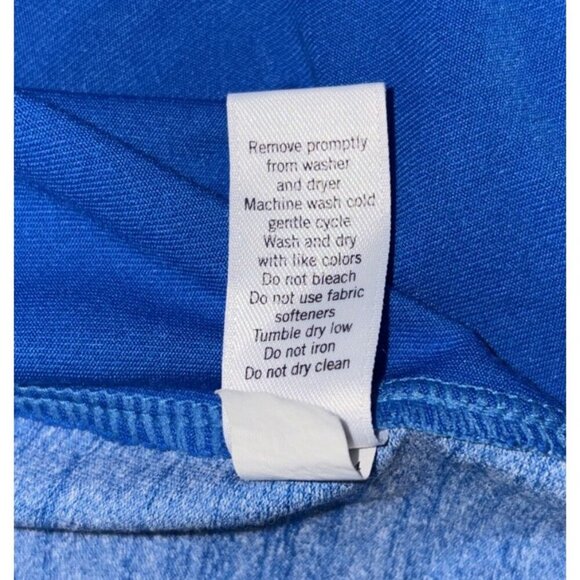 Remove promptly
from washer
and dryer
Machine wash cold
gentle cycle
Wash and dry
with like colors
Do not bleach
Do not use fabric
softeners
Tumble dry low
Do not iron
Do not dry clean